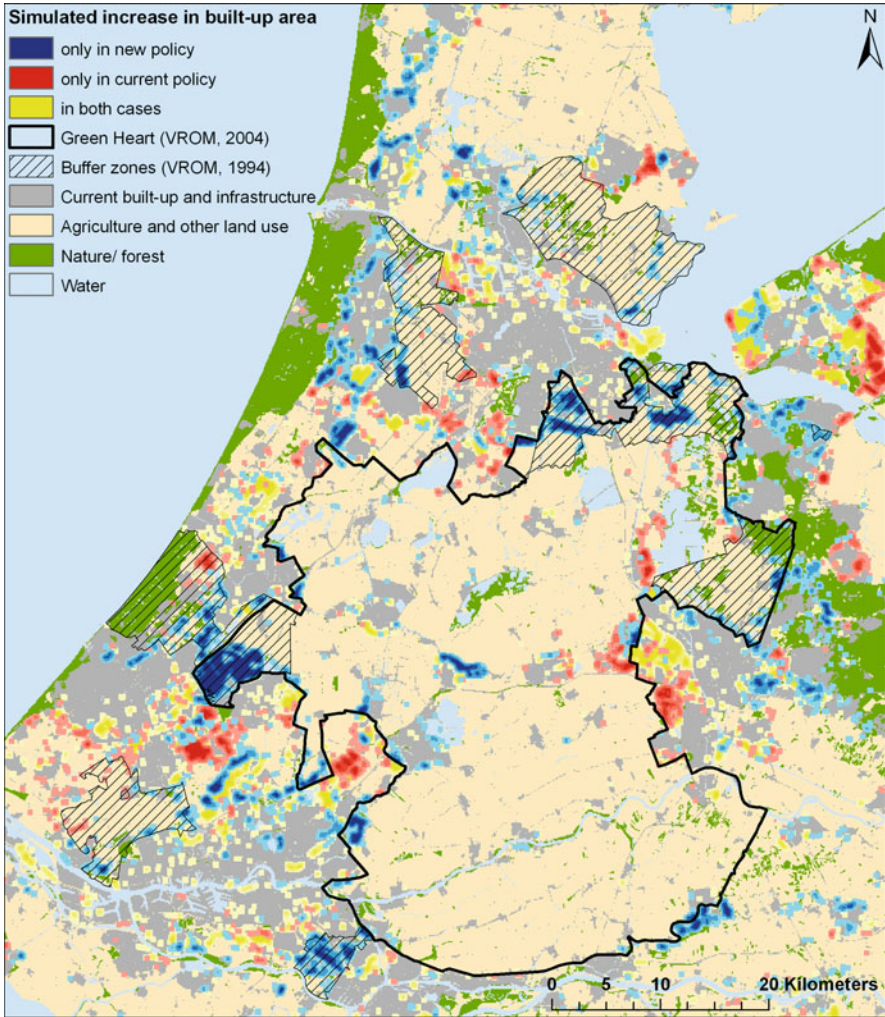 Simulated increase in built-up area
only in new policy
only in current policy
in both cases
Green Heart (VROM, 2004)
Buffer zones (VROM, 1994)
Current built-up and infrastructure
Agriculture and other land use
Nature/ forest
Water
N
0 5 10 20 Kilometers